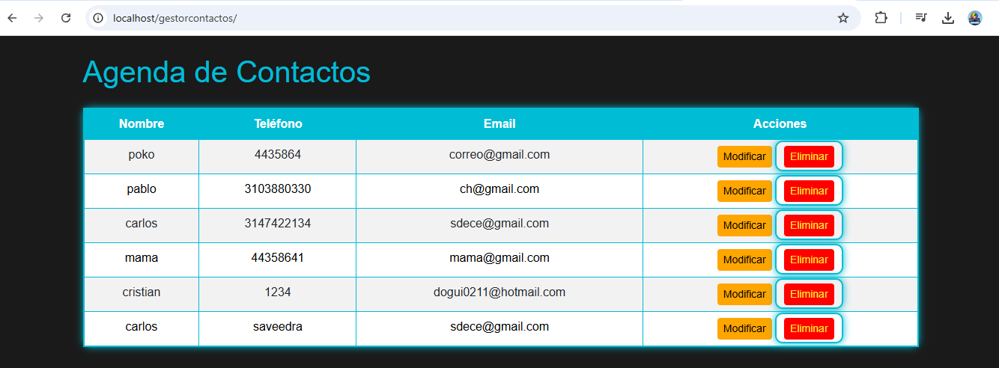 localhost/gestorcontactos/
Agenda de Contactos
Nombre Teléfono Email Acciones
poko 4435864 correo@gmail.com Modificar Eliminar
pablo 3103880330 ch@gmail.com Modificar Eliminar
carlos 3147422134 sdece@gmail.com Modificar Eliminar
mama 44358641 mama@gmail.com Modificar Eliminar
cristian 1234 dogui0211@hotmail.com Modificar Eliminar
carlos saveedra sdece@gmail.com Modificar Eliminar